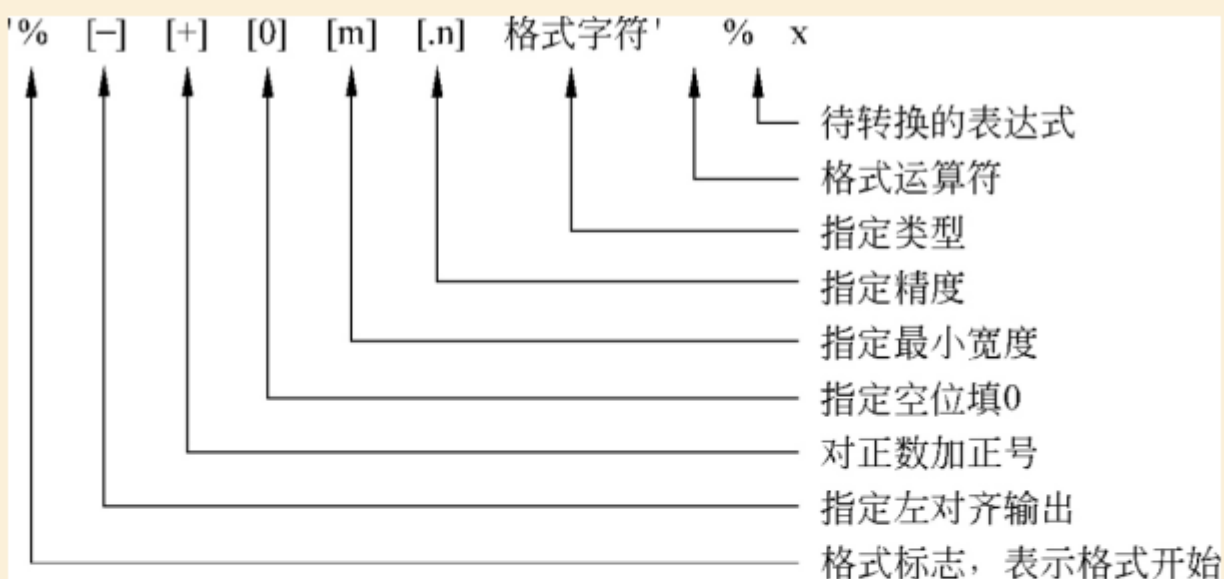 '% [−] [+] [0] [m] [.n] 格式字符' % x
待转换的表达式
格式运算符
指定类型
指定精度
指定最小宽度
指定空位填0
对正数加正号
指定左对齐输出
格式标志，表示格式开始